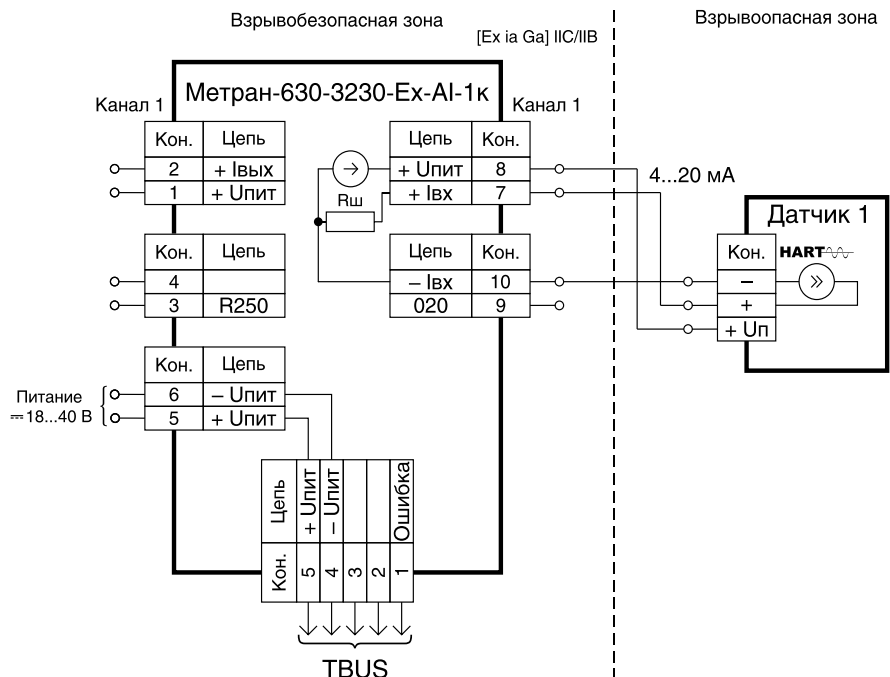 Взрывобезопасная зона
Взрывоопасная зона
[Ex ia Ga] IIC/IIB
Метран-630-3230-Ex-AI-1к
Канал 1
Канал 1
Кон. Цепь
2 + Iвых
1 + Uпит
Цепь Кон.
+ Uпит 8
+ Iвх 7
Rш
4...20 мА
Кон. Цепь
4
3 R250
Цепь Кон.
– Iвх 10
020 9
Датчик 1
Кон. HART
–
+
+ Uп
Кон. Цепь
6 – Uпит
5 + Uпит
Питание
18...40 В
Цепь + Uпит – Uпит Ошибка
Кон. 5 4 3 2 1
TBUS